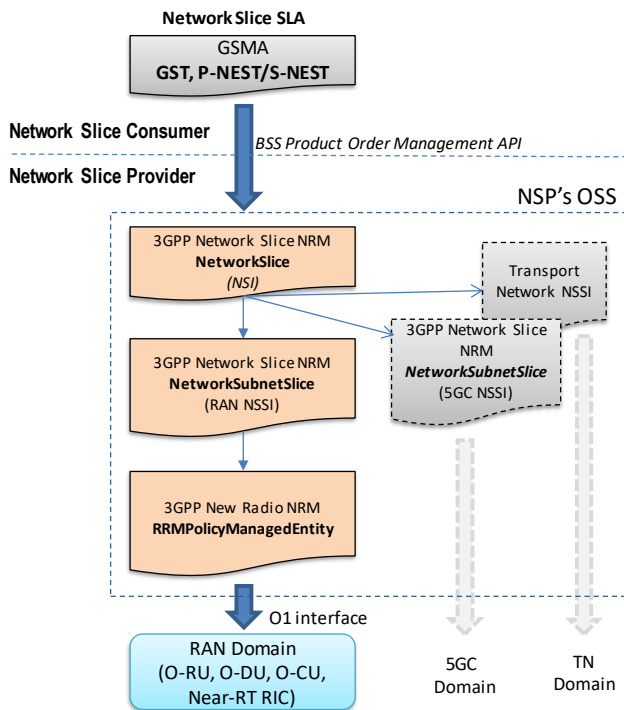 Network Slice SLA
GSMA
GST, P-NEST/S-NEST
Network Slice Consumer
BSS Product Order Management API
Network Slice Provider
NSP's OSS
3GPP Network Slice NRM
NetworkSlice
(NSI)
Transport
Network NSSI
3GPP Network Slice
NRM
NetworkSubnetSlice
(5GC NSSI)
3GPP Network Slice NRM
NetworkSubnetSlice
(RAN NSSI)
3GPP New Radio NRM
RRMPolicyManagedEntity
O1 interface
RAN Domain
(O-RU, O-DU, O-CU,
Near-RT RIC)
5GC
Domain
TN
Domain